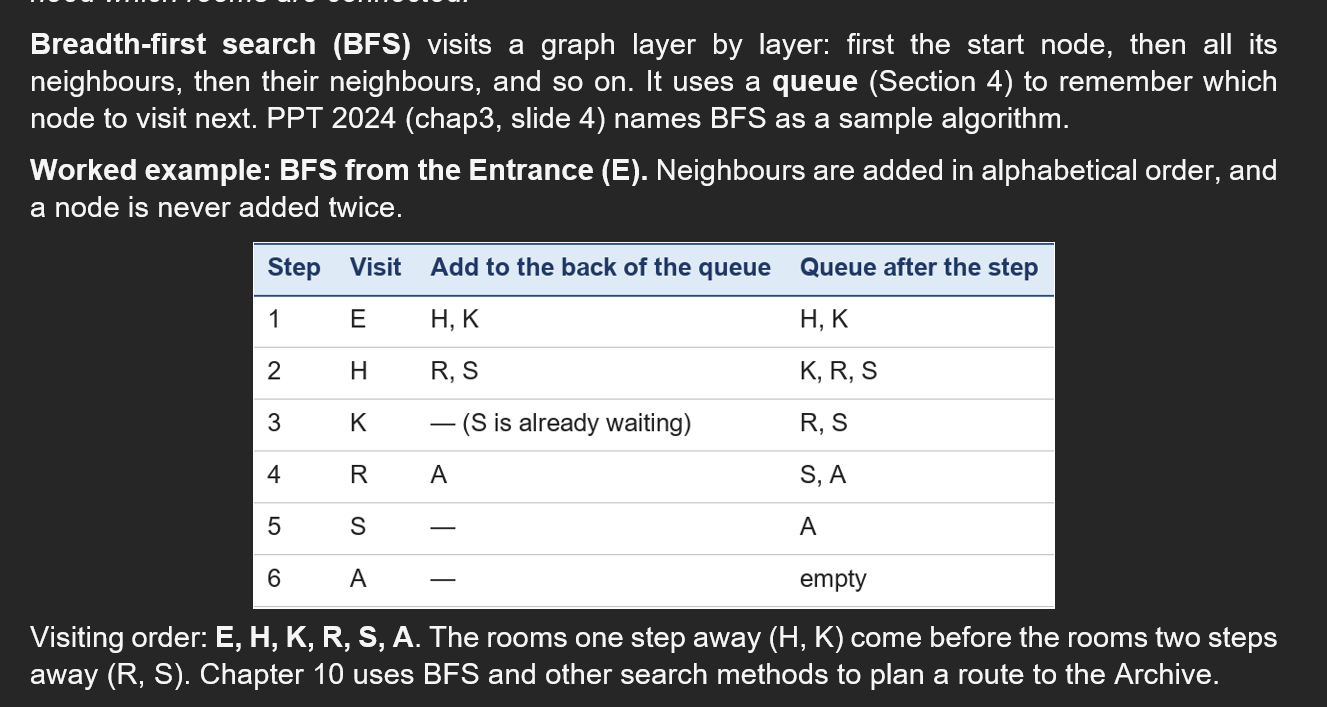 Breadth-first search (BFS) visits a graph layer by layer: first the start node, then all its
neighbours, then their neighbours, and so on. It uses a queue (Section 4) to remember which
node to visit next. PPT 2024 (chap3, slide 4) names BFS as a sample algorithm.
Worked example: BFS from the Entrance (E). Neighbours are added in alphabetical order, and
a node is never added twice.
Step Visit Add to the back of the queue Queue after the step
1 E H, K H, K
2 H R, S K, R, S
3 K — (S is already waiting) R, S
4 R A S, A
5 S — A
6 A — empty
Visiting order: E, H, K, R, S, A. The rooms one step away (H, K) come before the rooms two steps
away (R, S). Chapter 10 uses BFS and other search methods to plan a route to the Archive.